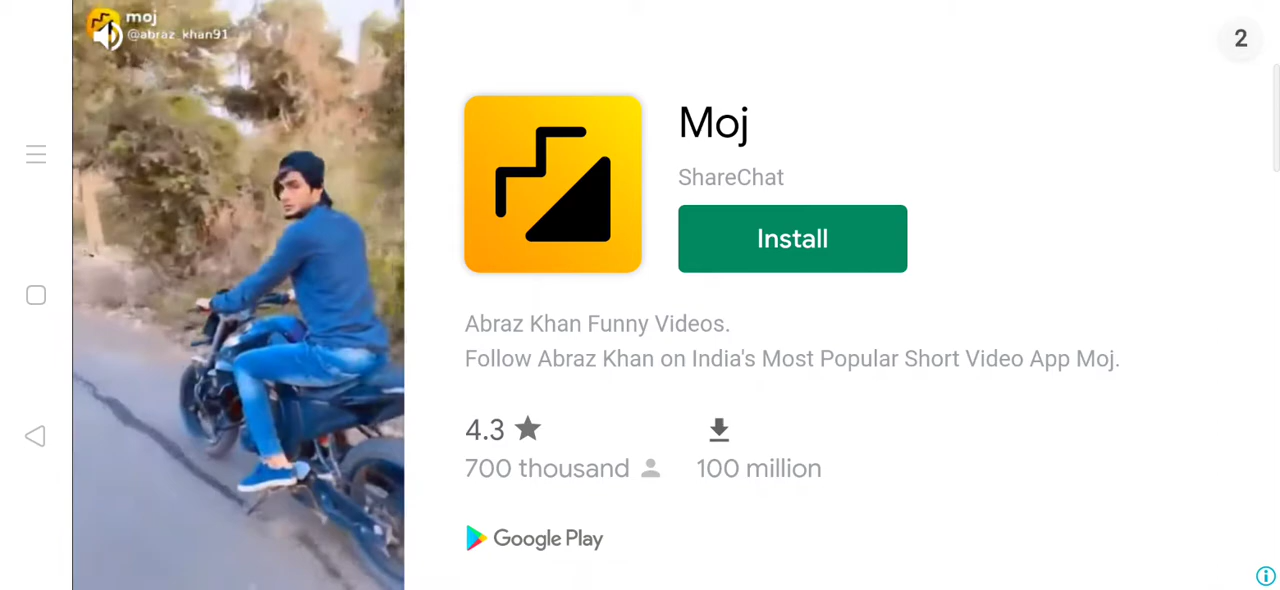 moj
@abraz_khan91
2
Moj
ShareChat
Install
Abraz Khan Funny Videos.
Follow Abraz Khan on India's Most Popular Short Video App Moj.
4.3
700 thousand
100 million
Google Play